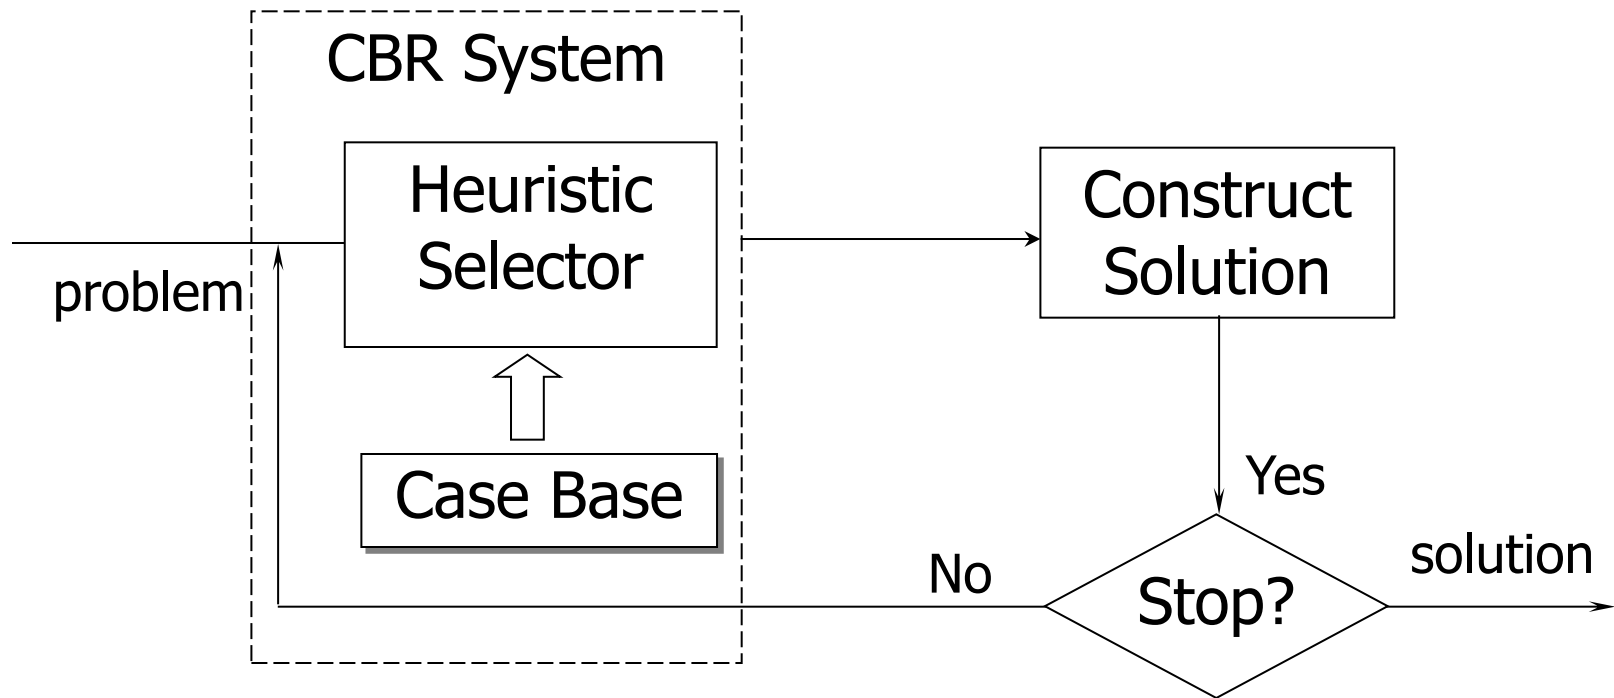 CBR System
Heuristic
Selector
problem
Case Base
Construct
Solution
Yes
No
Stop?
solution